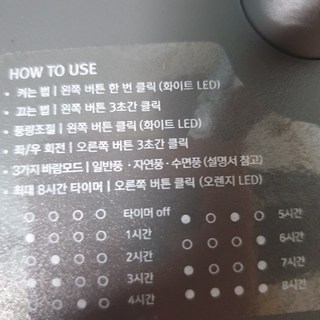 HOW TO USE
• 켜는 법 | 왼쪽 버튼 한 번 클릭 (화이트 LED)
• 끄는 법 | 왼쪽 버튼 3초간 클릭
• 풍량조절 | 왼쪽 버튼 클릭 (화이트 LED)
• 좌/우 회전 | 오른쪽 버튼 3초간 클릭
• 3가지 바람모드 | 일반풍 · 자연풍 · 수면풍 (설명서 참고)
• 최대 8시간 타이머 | 오른쪽 버튼 클릭 (오렌지 LED)
타이머 off
1시간
2시간
3시간
4시간
5시간
6시간
7시간
8시간